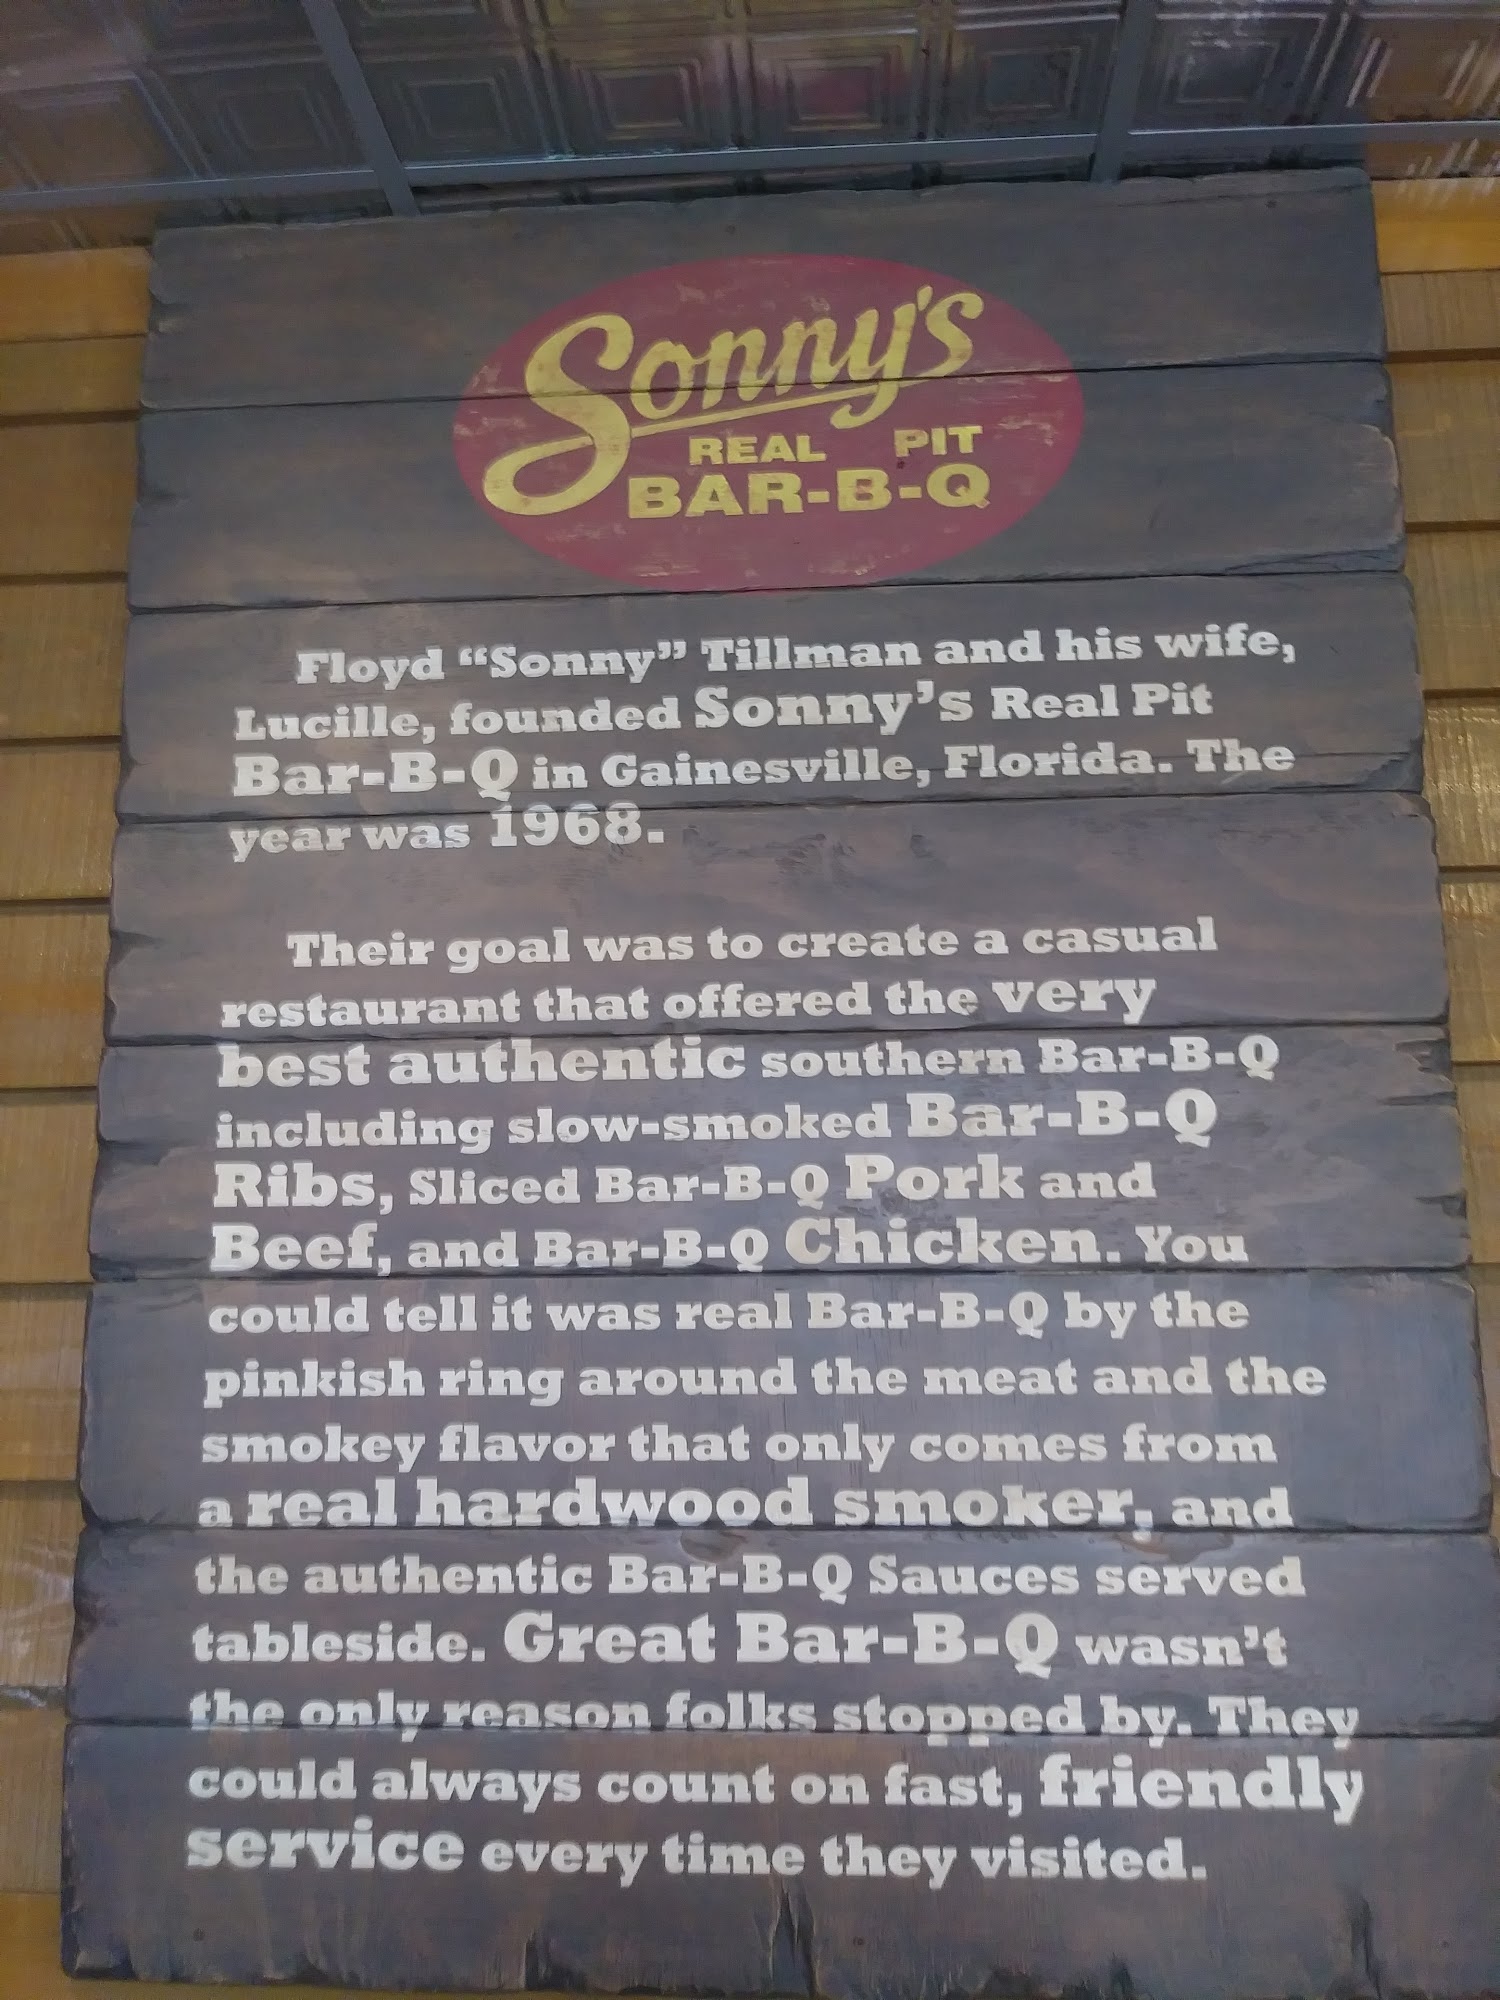 Sonny's
REAL PIT
BAR-B-Q
Floyd “Sonny” Tillman and his wife,
Lucille, founded Sonny’s Real Pit
Bar-B-Q in Gainesville, Florida. The
year was 1968.
Their goal was to create a casual
restaurant that offered the very
best authentic southern Bar-B-Q
including slow-smoked Bar-B-Q
Ribs, Sliced Bar-B-Q Pork and
Beef, and Bar-B-Q Chicken. You
could tell it was real Bar-B-Q by the
pinkish ring around the meat and the
smokey flavor that only comes from
a real hardwood smoker, and
the authentic Bar-B-Q Sauces served
tableside. Great Bar-B-Q wasn’t
the only reason folks stopped by. They
could always count on fast, friendly
service every time they visited.